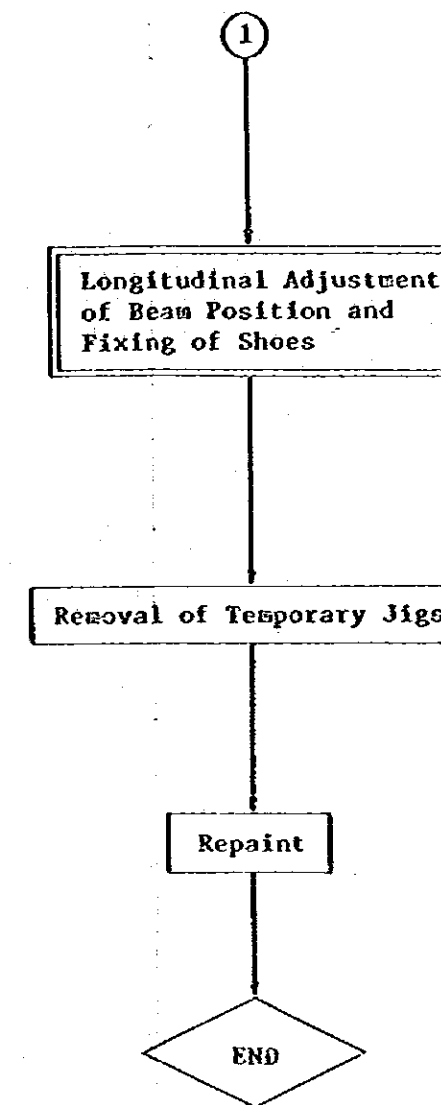 1
Longitudinal Adjustment
of Beam Position and
Fixing of Shoes
Removal of Temporary Jigs
Repaint
END